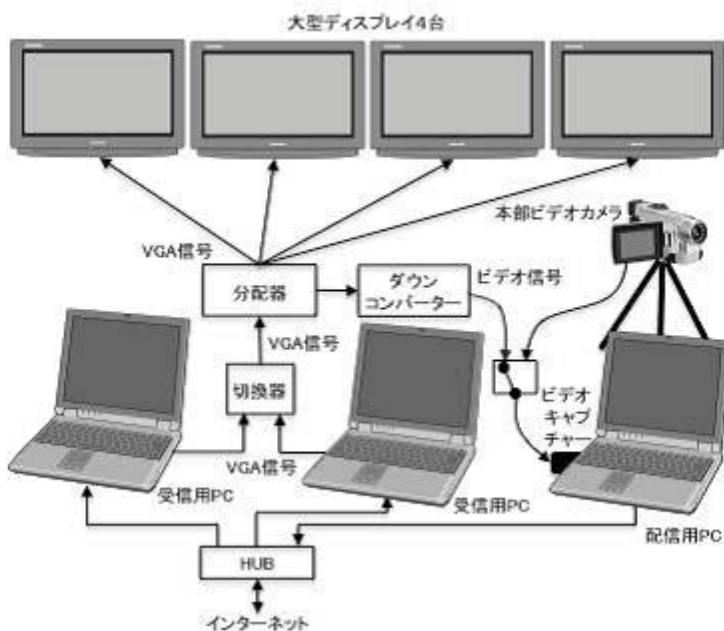 大型ディスプレイ4台
本部ビデオカメラ
VGA信号
分配器
ダウン
コンバーター
ビデオ信号
VGA信号
切換器
ビデオ
キャプ
チャー
VGA信号
受信用PC
受信用PC
配信用PC
HUB
インターネット